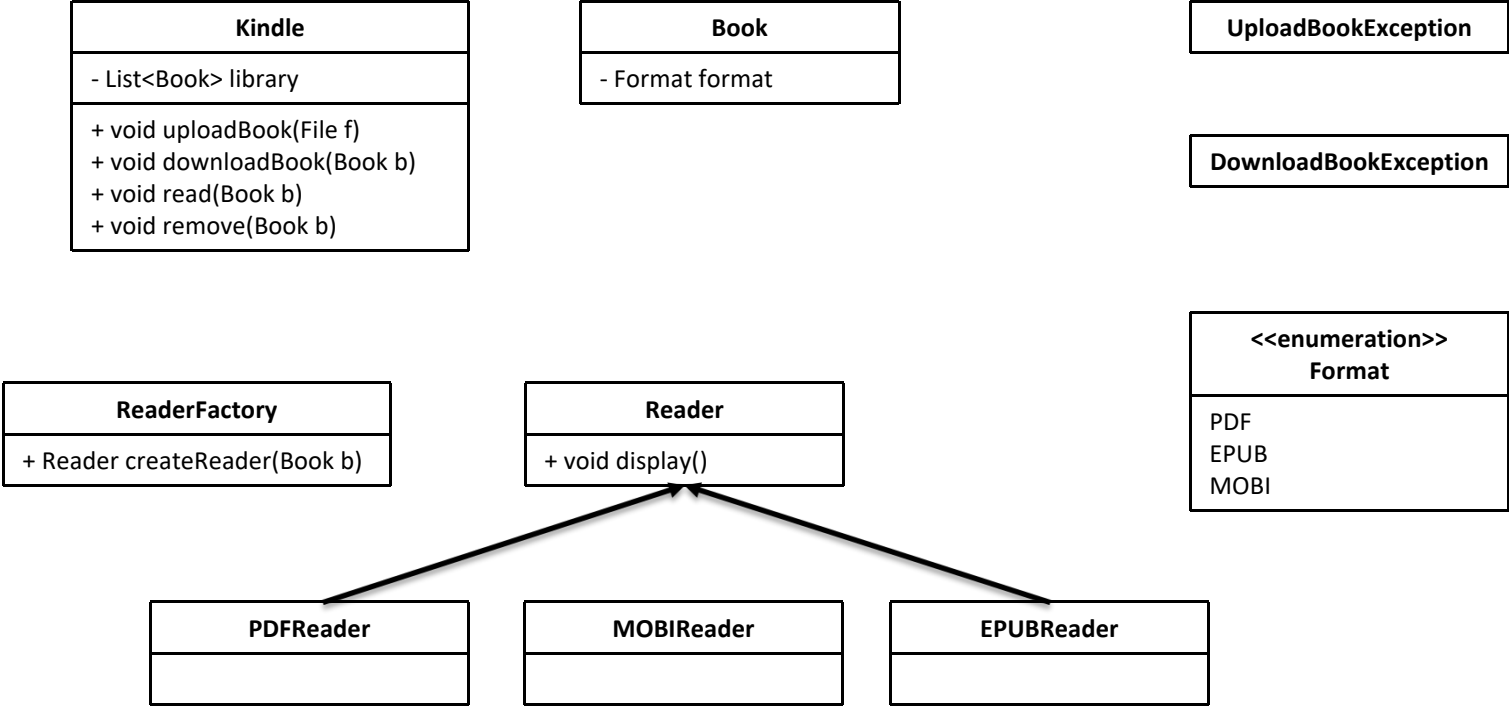 Kindle
- List<Book> library
+ void uploadBook(File f)
+ void downloadBook(Book b)
+ void read(Book b)
+ void remove(Book b)
Book
- Format format
UploadBookException
DownloadBookException
<<enumeration>>
Format
PDF
EPUB
MOBI
ReaderFactory
+ Reader createReader(Book b)
Reader
+ void display()
PDFReader
MOBIReader
EPUBReader